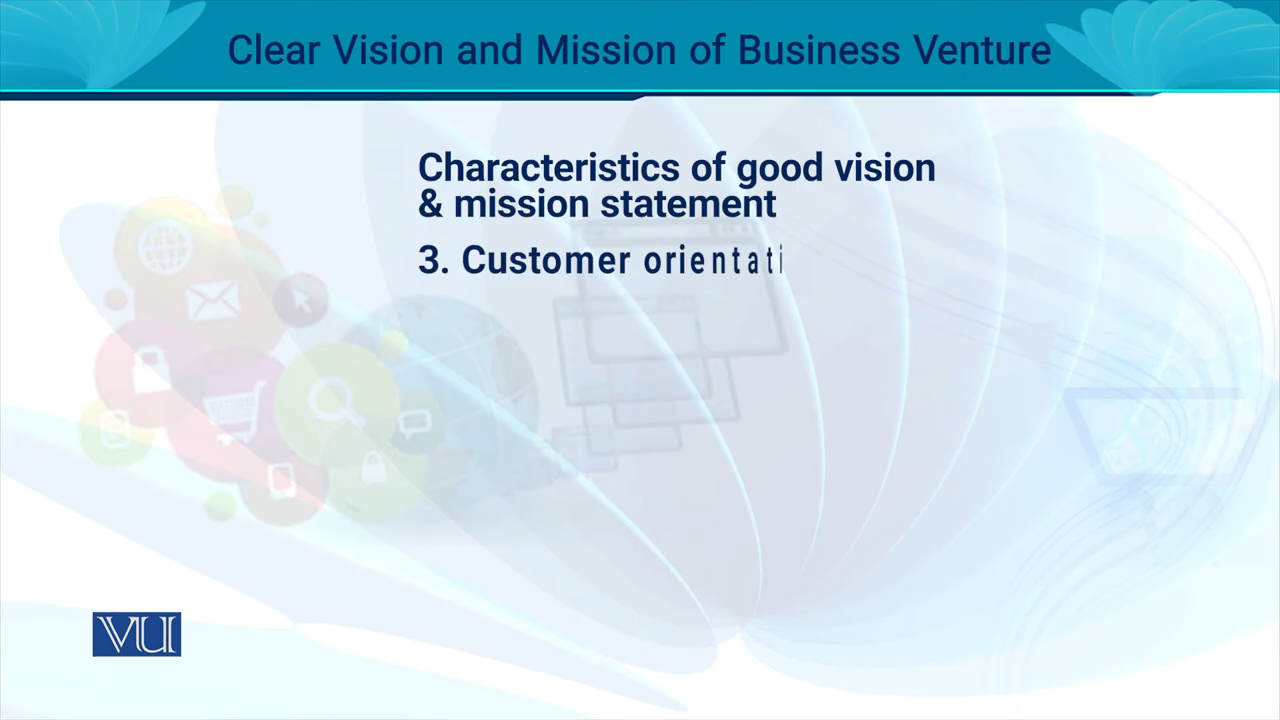 Clear Vision and Mission of Business Venture
Characteristics of good vision
& mission statement
3. Customer orientati
VU